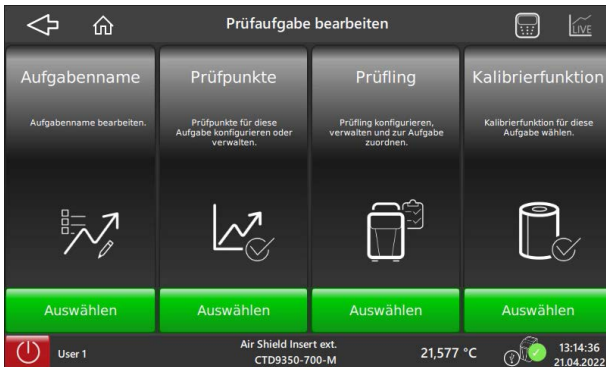 Prüfaufgabe bearbeiten
LIVE
Aufgabenname
Prüfpunkte
Prüfling
Kalibrierfunktion
Aufgabenname bearbeiten.
Prüfpunkte für diese
Aufgabe konfigurieren oder
verwalten.
Prüfling konfigurieren,
verwalten und zur Aufgabe
zuordnen.
Kalibrierfunktion für diese
Aufgabe wählen.
Auswählen
Auswählen
Auswählen
Auswählen
User 1
Air Shield Insert ext.
CTD9350-700-M
21,577 °C
13:14:36
21.04.2022